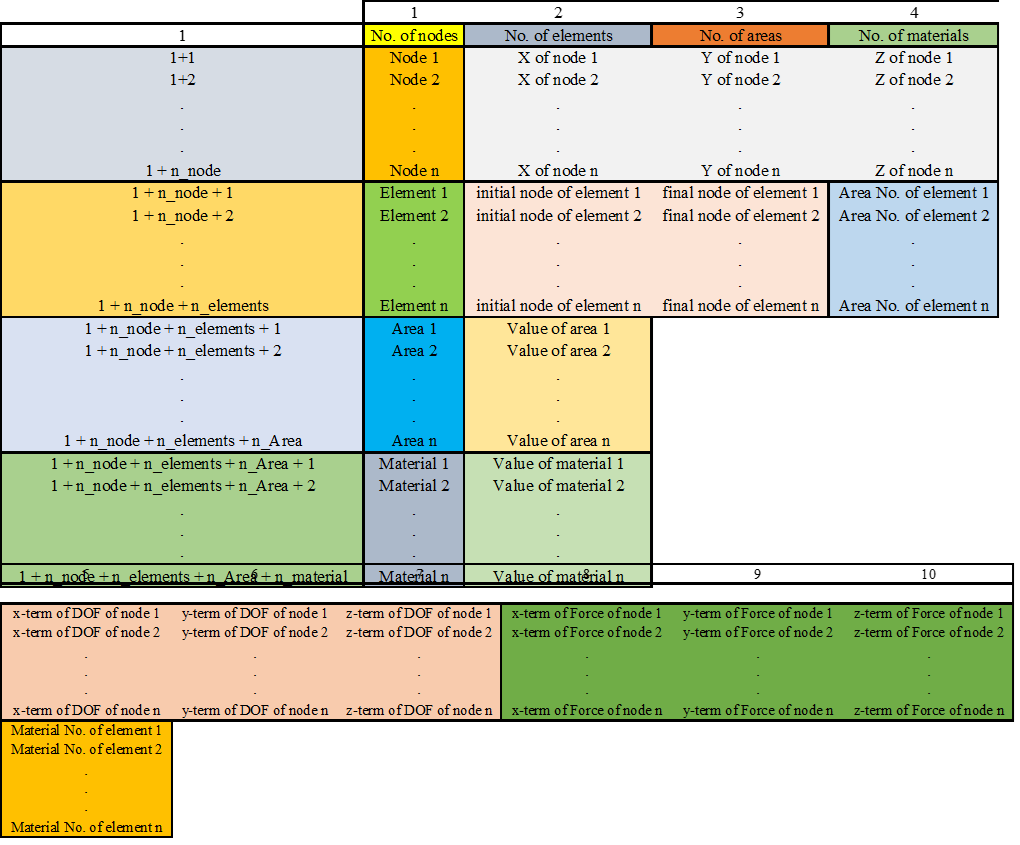 1 2 3 4
1 No. of nodes No. of elements No. of areas No. of materials
1+1 Node 1 X of node 1 Y of node 1 Z of node 1
1+2 Node 2 X of node 2 Y of node 2 Z of node 2
. . . . .
. . . . .
. . . . .
1 + n_node Node n X of node n Y of node n Z of node n
1 + n_node + 1 Element 1 initial node of element 1 final node of element 1 Area No. of element 1
1 + n_node + 2 Element 2 initial node of element 2 final node of element 2 Area No. of element 2
. . . . .
. . . . .
. . . . .
1 + n_node + n_elements Element n initial node of element n final node of element n Area No. of element n
1 + n_node + n_elements + 1 Area 1 Value of area 1
1 + n_node + n_elements + 2 Area 2 Value of area 2
. . .
. . .
. . .
1 + n_node + n_elements + n_Area Area n Value of area n
1 + n_node + n_elements + n_Area + 1 Material 1 Value of material 1
1 + n_node + n_elements + n_Area + 2 Material 2 Value of material 2
. . .
. . .
. . .
1 + n_node + n_elements + n_Area + n_material Material n Value of material n
5 6 7 8 9 10
x-term of DOF of node 1 y-term of DOF of node 1 z-term of DOF of node 1 x-term of Force of node 1 y-term of Force of node 1 z-term of Force of node 1
x-term of DOF of node 2 y-term of DOF of node 2 z-term of DOF of node 2 x-term of Force of node 2 y-term of Force of node 2 z-term of Force of node 2
. . . . . .
. . . . . .
. . . . . .
x-term of DOF of node n y-term of DOF of node n z-term of DOF of node n x-term of Force of node n y-term of Force of node n z-term of Force of node n
Material No. of element 1
Material No. of element 2
.
.
.
Material No. of element n